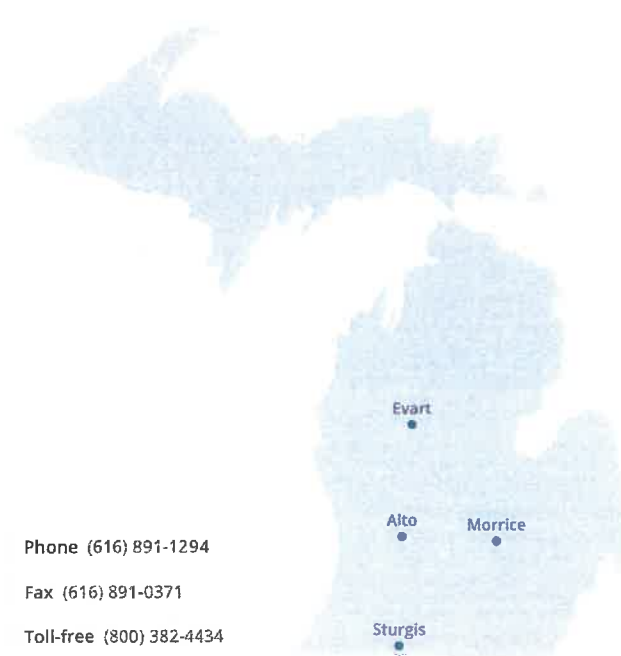 Evart
Alto
Morrice
Phone (616) 891-1294
Fax (616) 891-0371
Toll-free (800) 382-4434
Sturgis